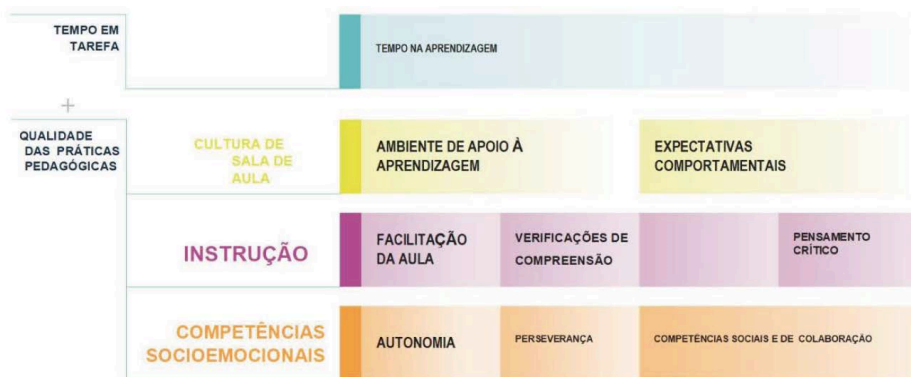 TEMPO EM
TAREFA
TEMPO NA APRENDIZAGEM
+
QUALIDADE
DAS PRÁTICAS
PEDAGÓGICAS
CULTURA DE
SALA DE
AULA
AMBIENTE DE APOIO À
APRENDIZAGEM
EXPECTATIVAS
COMPORTAMENTAIS
INSTRUÇÃO
FACILITAÇÃO
DA AULA
VERIFICAÇÕES DE
COMPREENSÃO
PENSAMENTO
CRÍTICO
COMPETÊNCIAS
SOCIOEMOCIONAIS
AUTONOMIA
PERSEVERANÇA
COMPETÊNCIAS SOCIAIS E DE COLABORAÇÃO